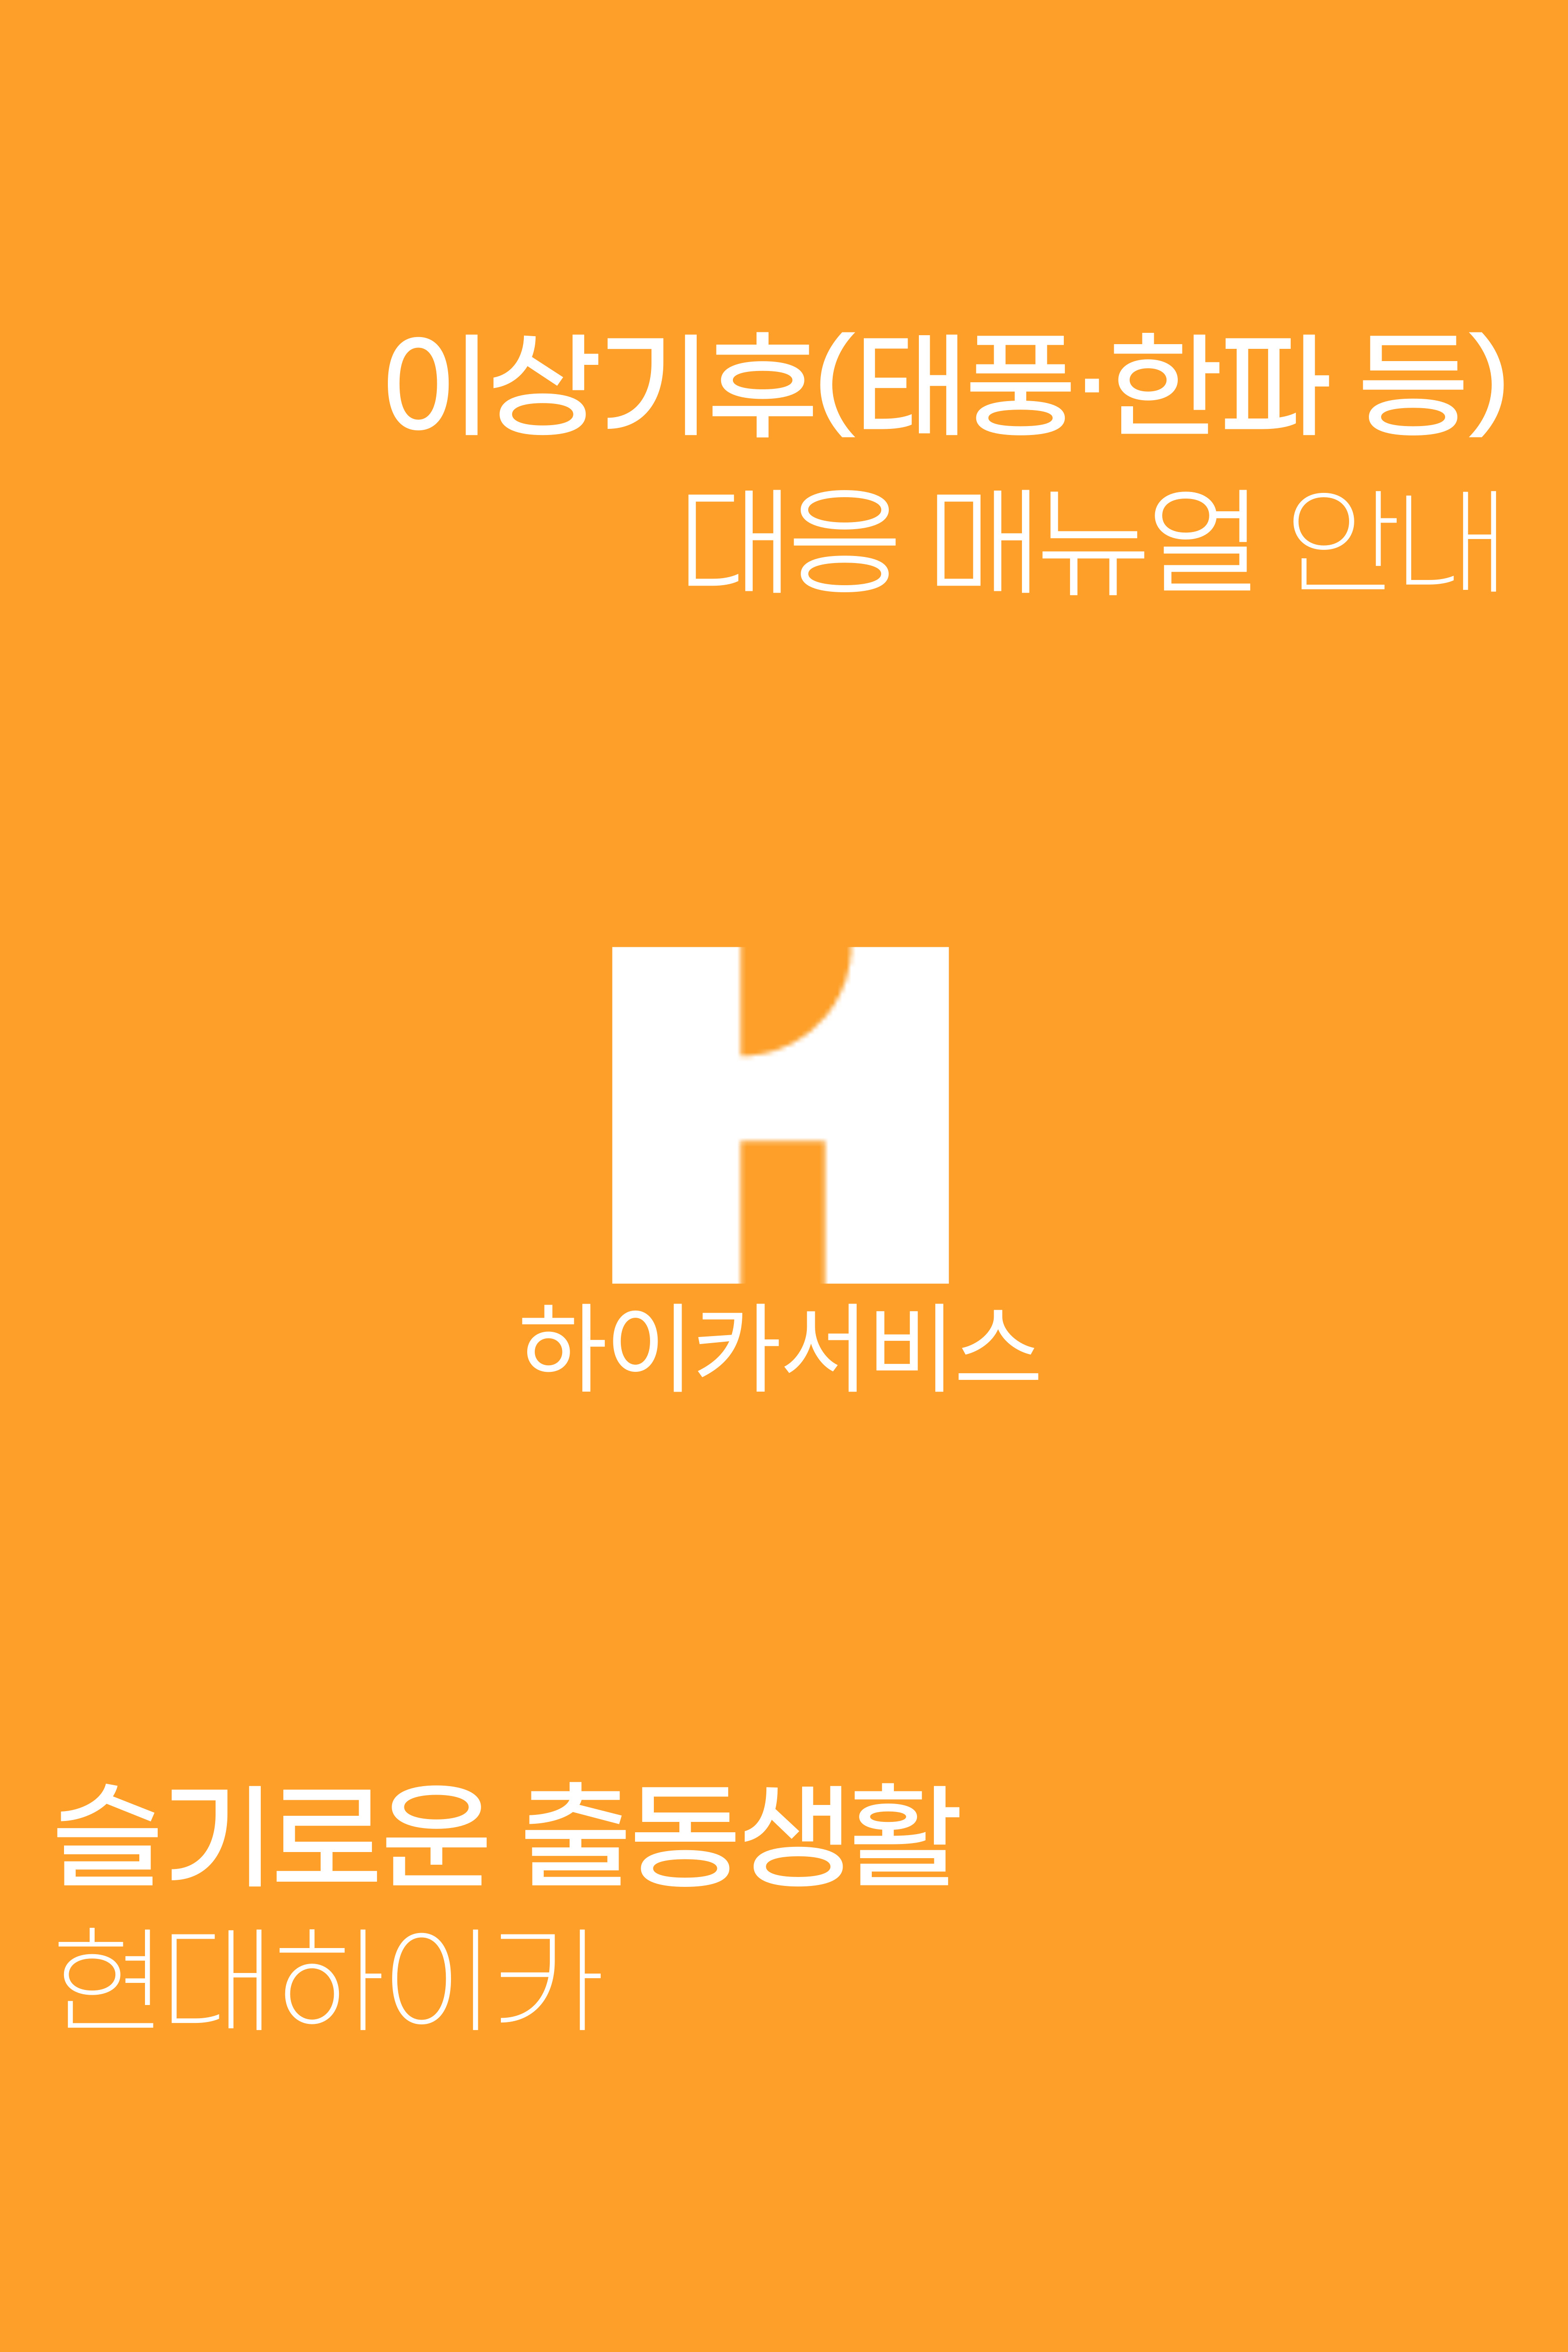 이상기후(태풍·한파 등)
대응 매뉴얼 안내
하이카서비스
슬기로운 출동생활
현대하이카